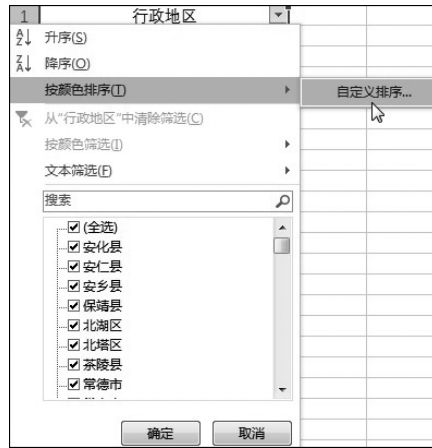 1 行政地区
升序(S)
降序(O)
按颜色排序(T)
自定义排序...
从"行政地区"中清除筛选(C)
按颜色筛选(I)
文本筛选(F)
搜索
(全选)
安化县
安仁县
安乡县
保靖县
北湖区
北塔区
茶陵县
常德市
确定 取消